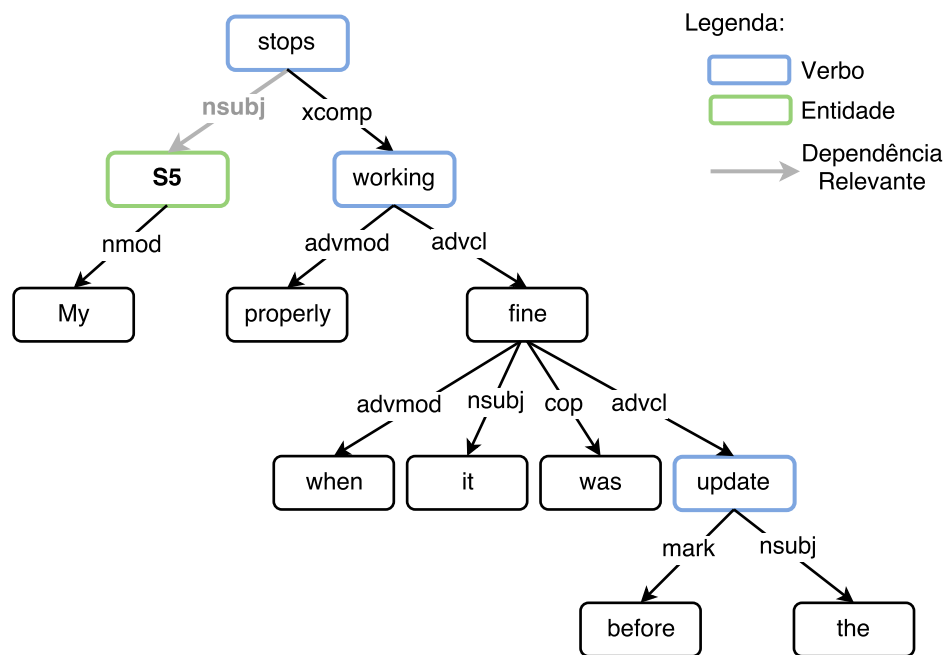 Legenda:
stops
Verbo
nsubj
xcomp
Entidade
S5
working
Dependência
Relevante
nmod
advmod
advcl
My
properly
fine
advmod
nsubj
cop
advcl
when
it
was
update
mark
nsubj
before
the